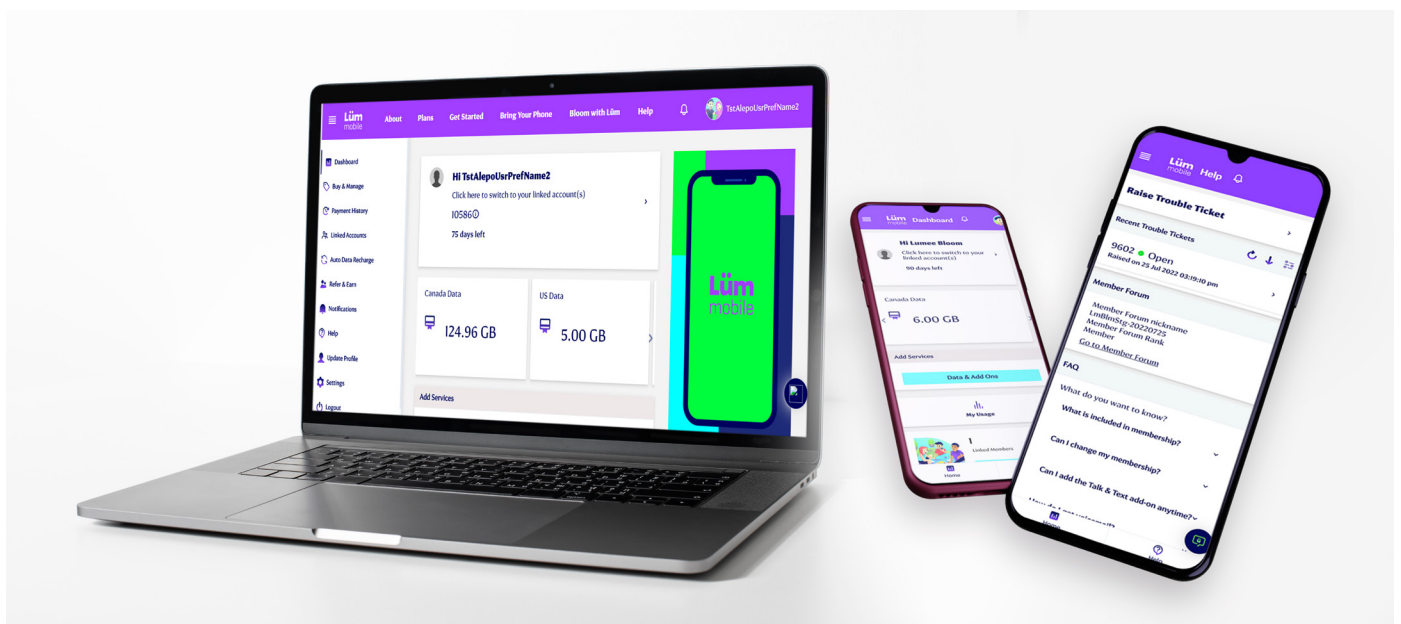 Lüm
mobile
About
Plans
Get Started
Bring Your Phone
Bloom with Lüm
Help
TstAlepoUsrPrefName2
Dashboard
Buy & Manage
Payment History
Linked Accounts
Auto Data Recharge
Refer & Earn
Notifications
Help
Update Profile
Settings
Logout
Hi TstAlepoUsrPrefName2
Click here to switch to your linked account(s)
10586
75 days left
Canada Data
124.96 GB
US Data
5.00 GB
Add Services
Lüm
mobile
Lüm
mobile
Dashboard
Hi Lumee Bloom
Click here to switch to your
linked account(s)
90 days left
Canada Data
6.00 GB
Add Services
Data & Add Ons
My Usage
1
Linked Members
Home
Lüm
mobile
Help
Raise Trouble Ticket
Recent Trouble Tickets
9602 Open
Raised on 25 Jul 2022 03:19:10 pm
Member Forum
Member Forum nickname
LmBlmStg-20220725
Member Forum Rank
Member
Go to Member Forum
FAQ
What do you want to know?
What is included in membership?
Can I change my membership?
Can I add the Talk & Text add-on anytime?
Home
Help